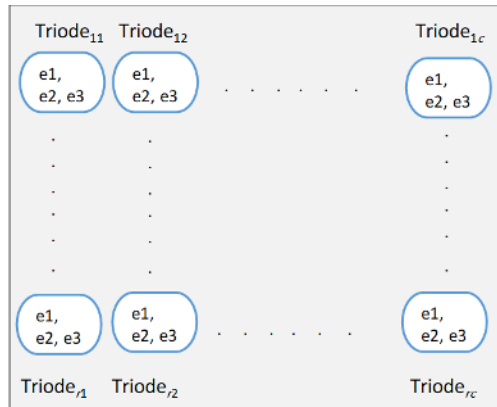 Triode11 Triode12 Triode1c
e1, e1, e1,
e2, e3 e2, e3 e2, e3
e1, e1, e1,
e2, e3 e2, e3 e2, e3
Trioder1 Trioder2 Trioderc